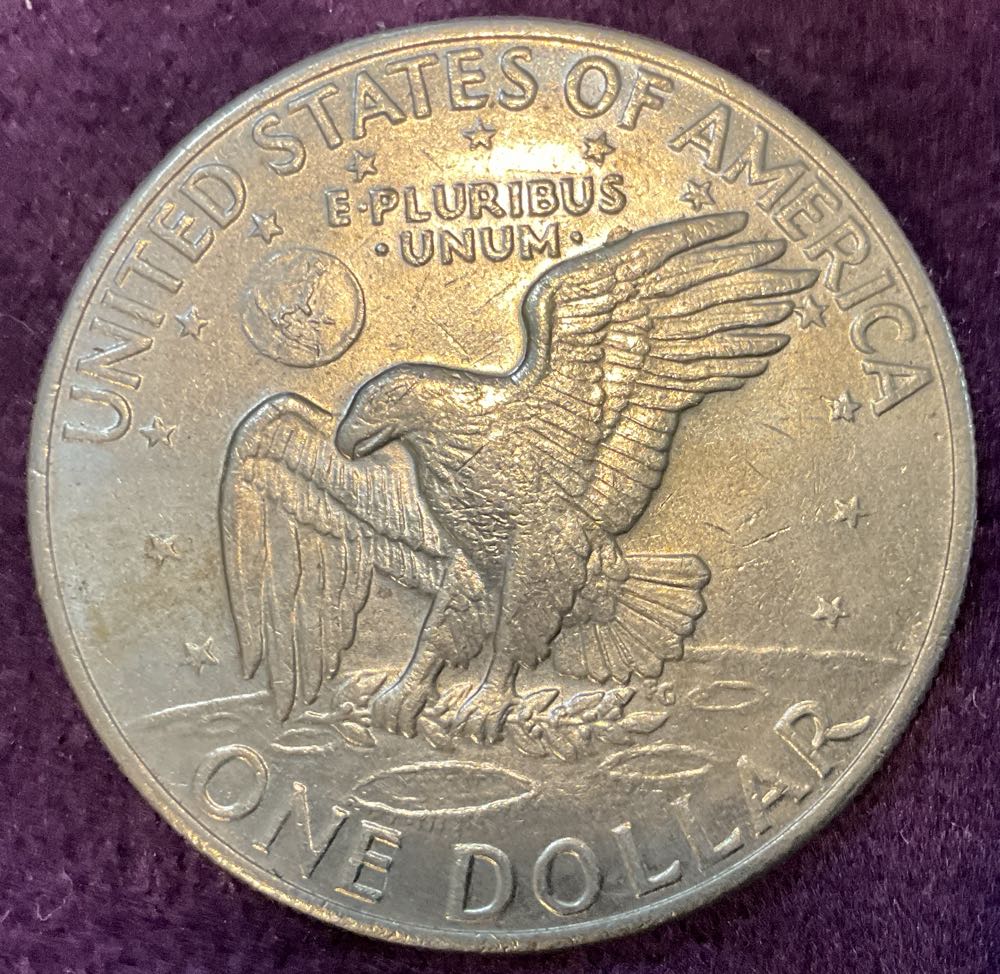 UNITED STATES OF AMERICA
E·PLURIBUS
·UNUM·
ONE DOLLAR